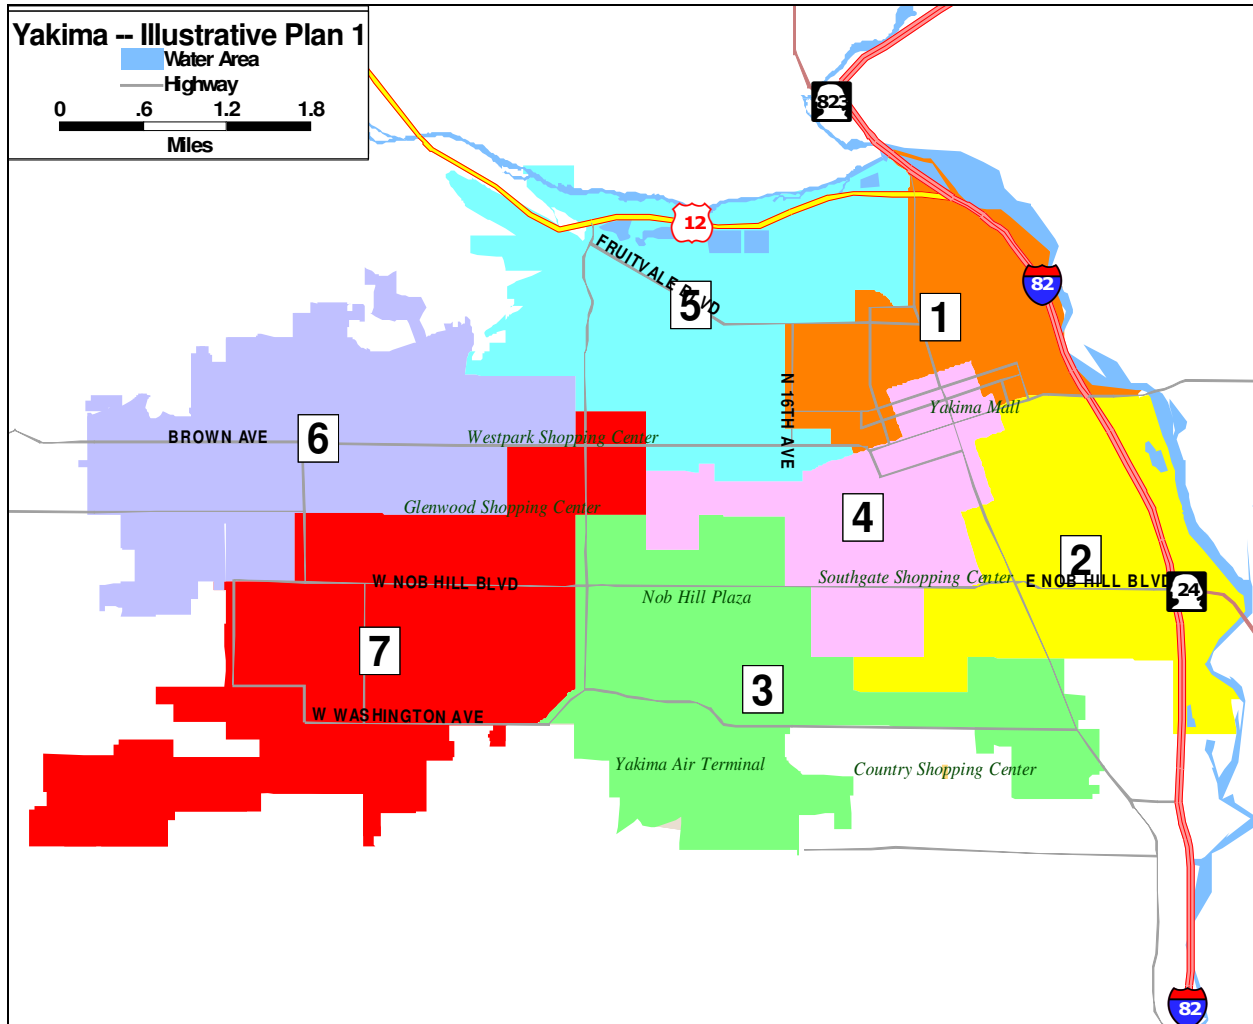 Yakima -- Illustrative Plan 1
Water Area
Highway
0 .6 1.2 1.8
Miles
823
12
82
FRUITVALE BLVD
5
1
N 16TH AVE
Yakima Mall
BROWN AVE
6
Westpark Shopping Center
Glenwood Shopping Center
4
2
W NOB HILL BLVD
Southgate Shopping Center
E NOB HILL BLVD
24
Nob Hill Plaza
7
3
W WASHINGTON AVE
Yakima Air Terminal
Country Shopping Center
82